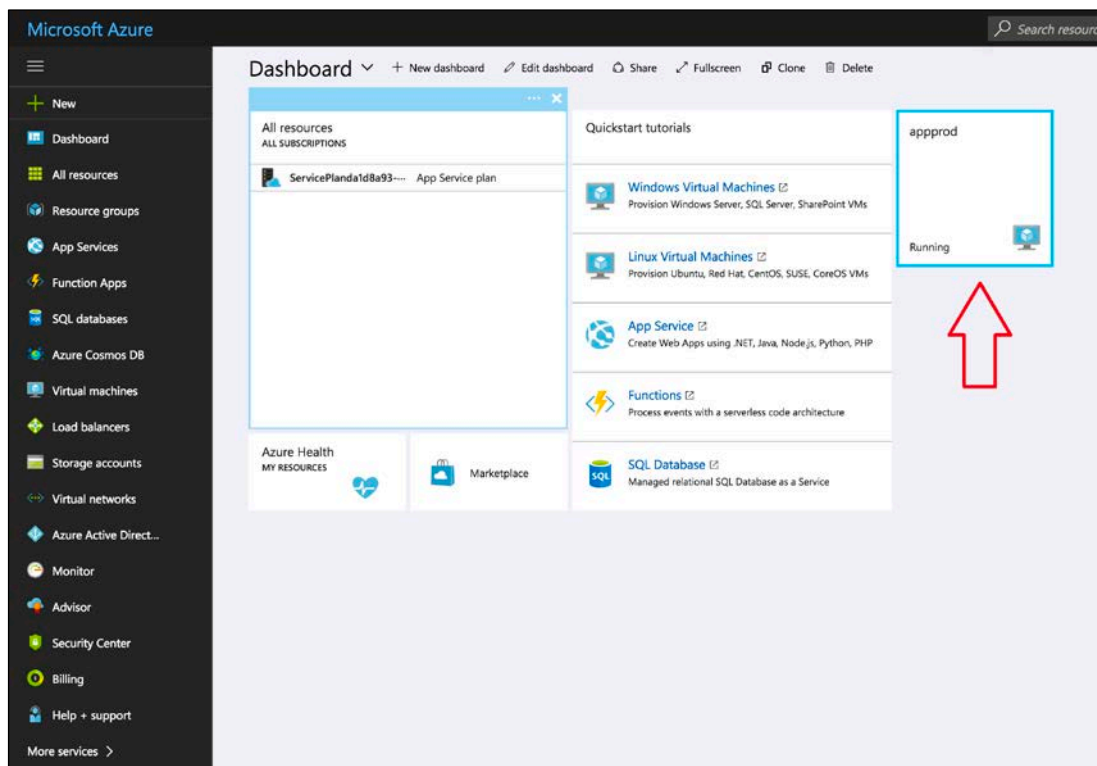 Microsoft Azure
Search resourc
Dashboard
+ New dashboard
Edit dashboard
Share
Fullscreen
Clone
Delete
New
Dashboard
All resources
Resource groups
App Services
Function Apps
SQL databases
Azure Cosmos DB
Virtual machines
Load balancers
Storage accounts
Virtual networks
Azure Active Direct...
Monitor
Advisor
Security Center
Billing
Help + support
More services
All resources
ALL SUBSCRIPTIONS
ServicePlanda1d8a93-... App Service plan
Azure Health
MY RESOURCES
Marketplace
Quickstart tutorials
Windows Virtual Machines
Provision Windows Server, SQL Server, SharePoint VMs
Linux Virtual Machines
Provision Ubuntu, Red Hat, CentOS, SUSE, CoreOS VMs
App Service
Create Web Apps using .NET, Java, Node.js, Python, PHP
Functions
Process events with a serverless code architecture
SQL
SQL Database
Managed relational SQL Database as a Service
appprod
Running